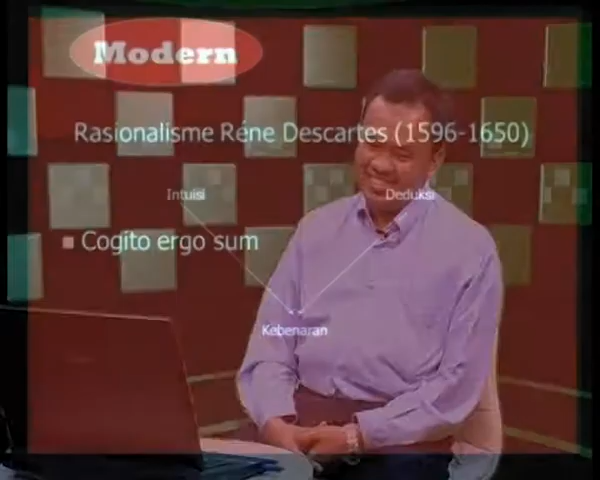 Modern
Rasionalisme Réne Descartes (1596-1650)
Intuisi
Deduksi
Cogito ergo sum
Kebenaran